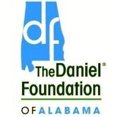 df
The Daniel®
Foundation
OF ALABAMA